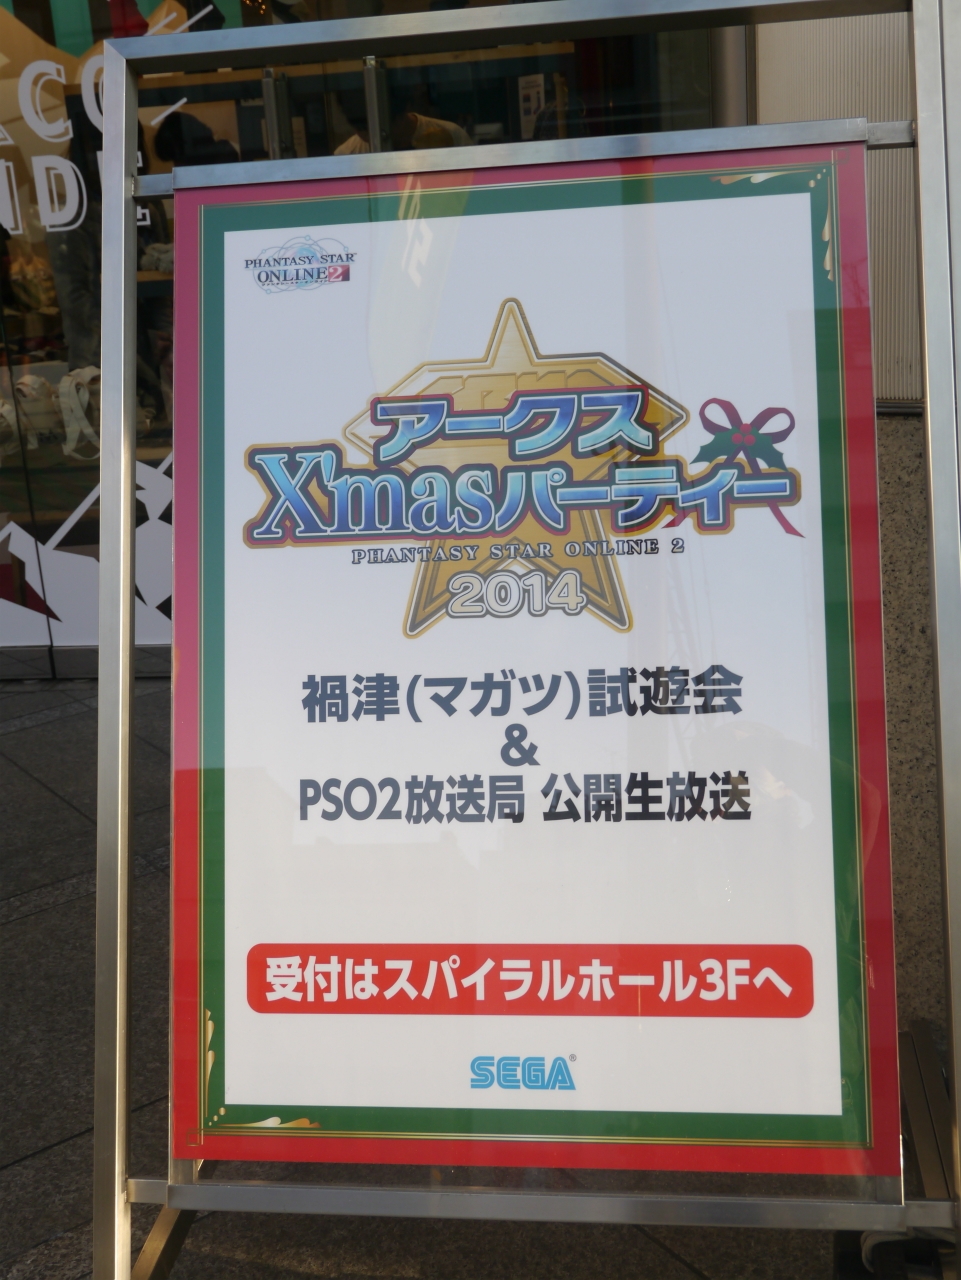 PHANTASY STAR
ONLINE 2
アークス
X'masパーティー
PHANTASY STAR ONLINE 2
2014
禍津(マガツ)試遊会
&
PSO2放送局 公開生放送
受付はスパイラルホール3Fへ
SEGA®